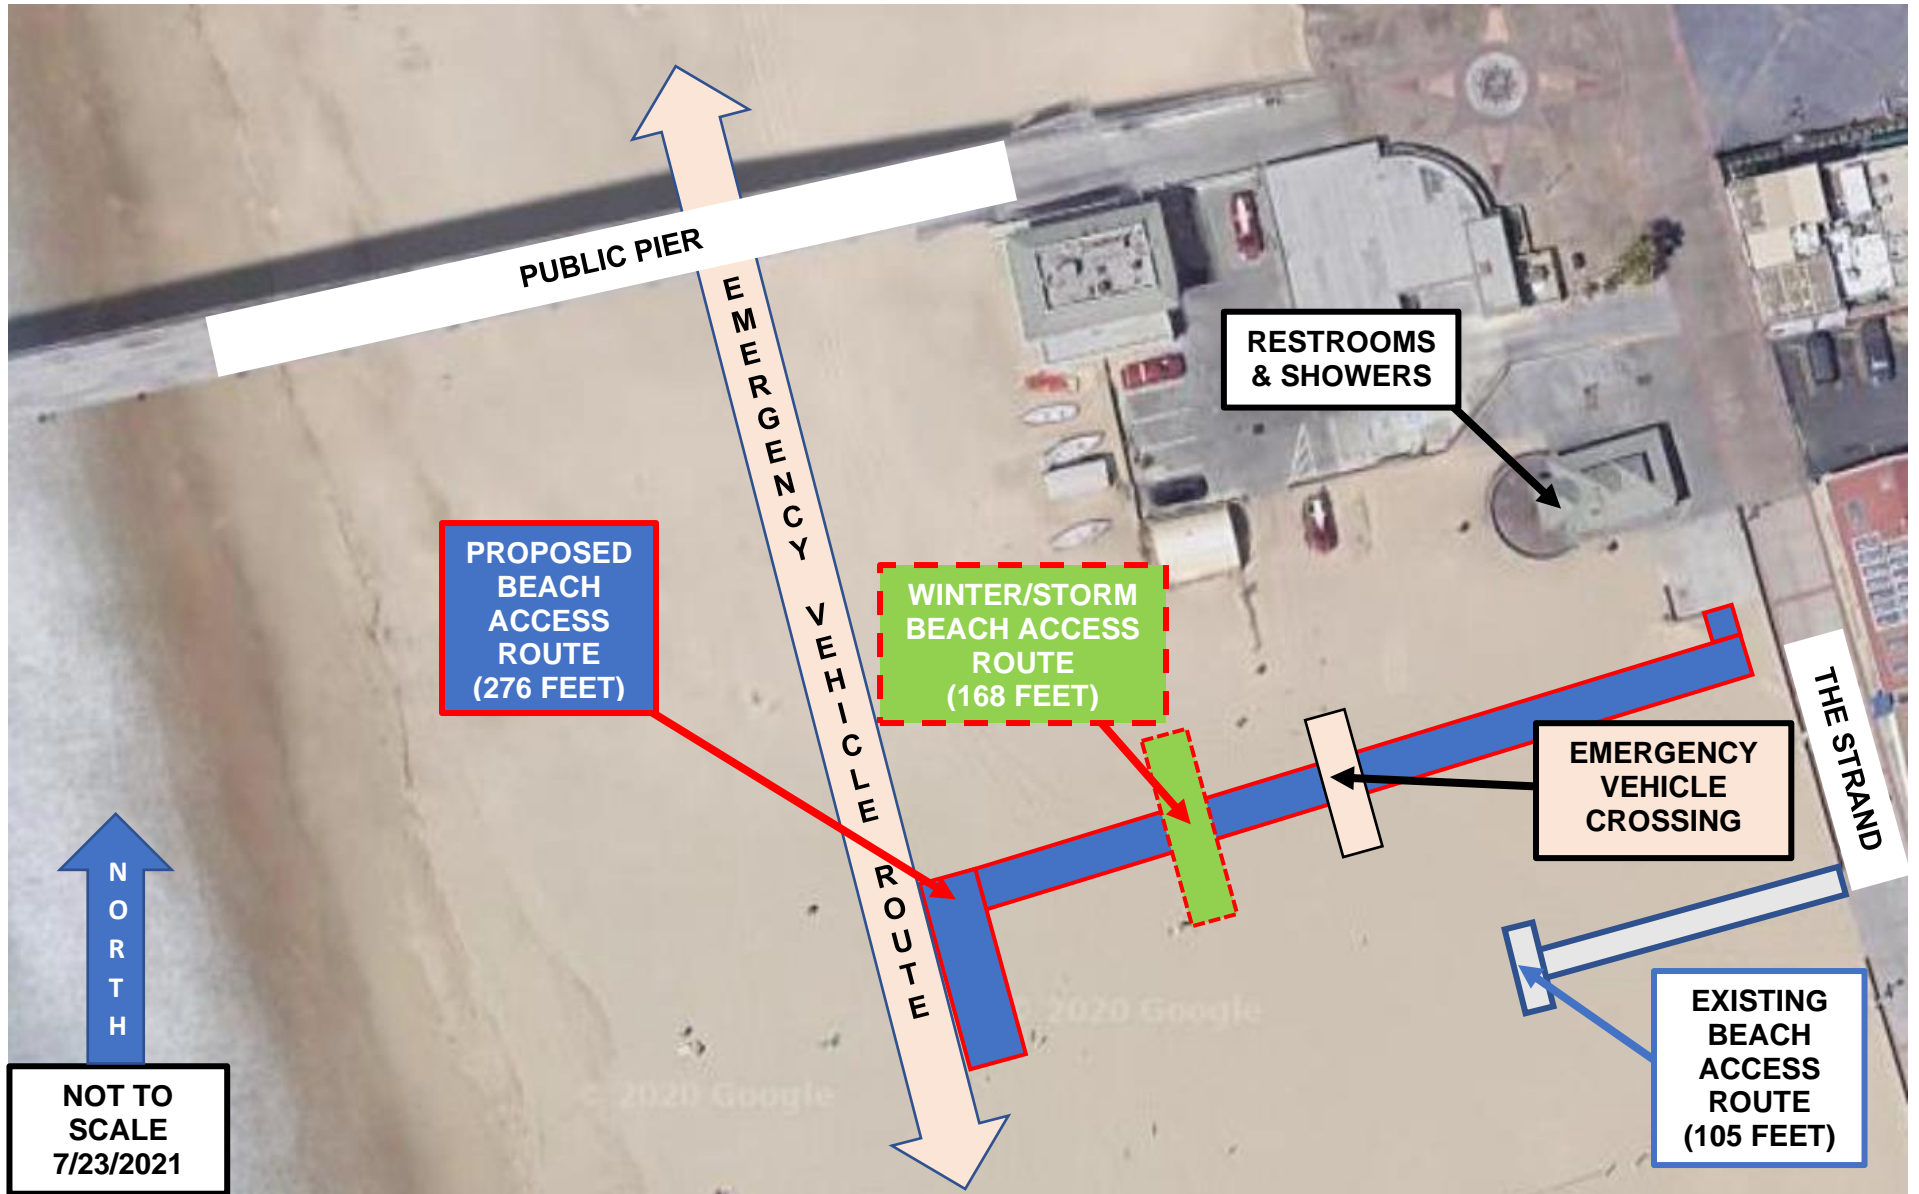 PUBLIC PIER
EMERGENCY VEHICLE ROUTE
RESTROOMS
& SHOWERS
PROPOSED
BEACH
ACCESS
ROUTE
(276 FEET)
WINTER/STORM
BEACH ACCESS
ROUTE
(168 FEET)
THE STRAND
EMERGENCY
VEHICLE
CROSSING
NORTH
EXISTING
BEACH
ACCESS
ROUTE
(105 FEET)
2020 Google
© 2020 Google
NOT TO
SCALE
7/23/2021